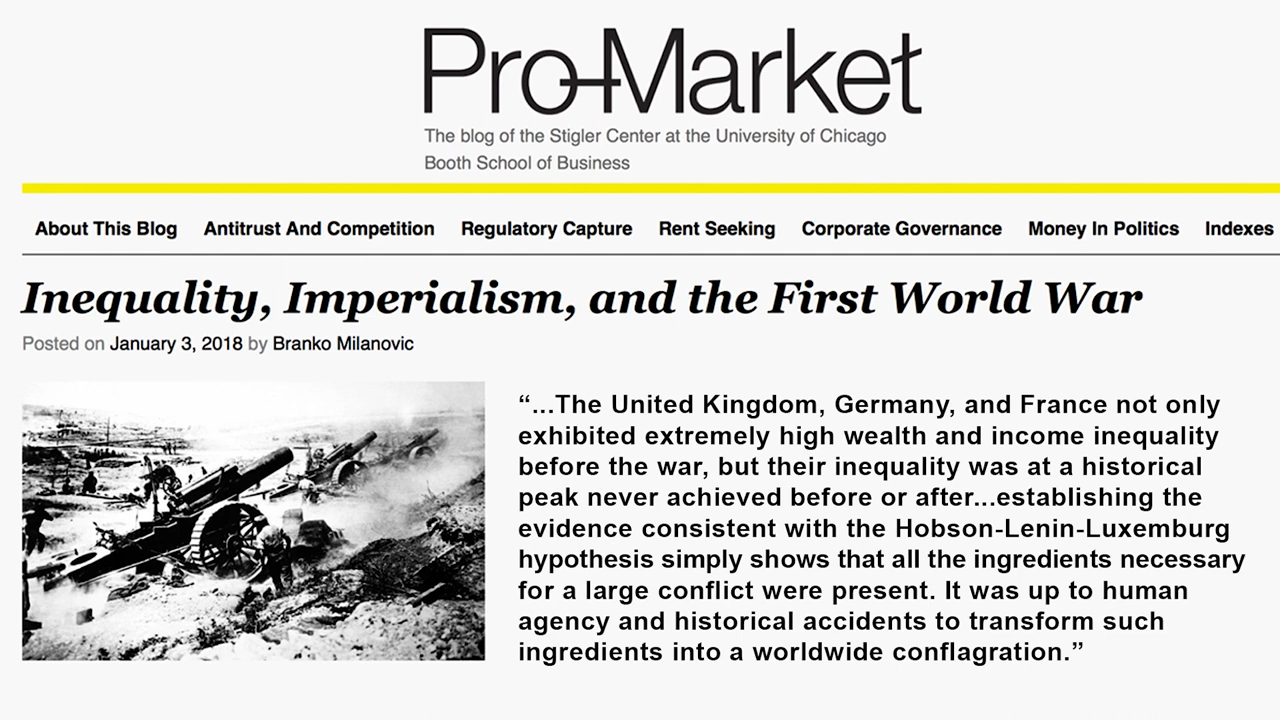 Pro-Market
The blog of the Stigler Center at the University of Chicago
Booth School of Business
About This Blog Antitrust And Competition Regulatory Capture Rent Seeking Corporate Governance Money In Politics Indexes
Inequality, Imperialism, and the First World War
Posted on January 3, 2018 by Branko Milanovic
“...The United Kingdom, Germany, and France not only
exhibited extremely high wealth and income inequality
before the war, but their inequality was at a historical
peak never achieved before or after...establishing the
evidence consistent with the Hobson-Lenin-Luxemburg
hypothesis simply shows that all the ingredients necessary
for a large conflict were present. It was up to human
agency and historical accidents to transform such
ingredients into a worldwide conflagration.”